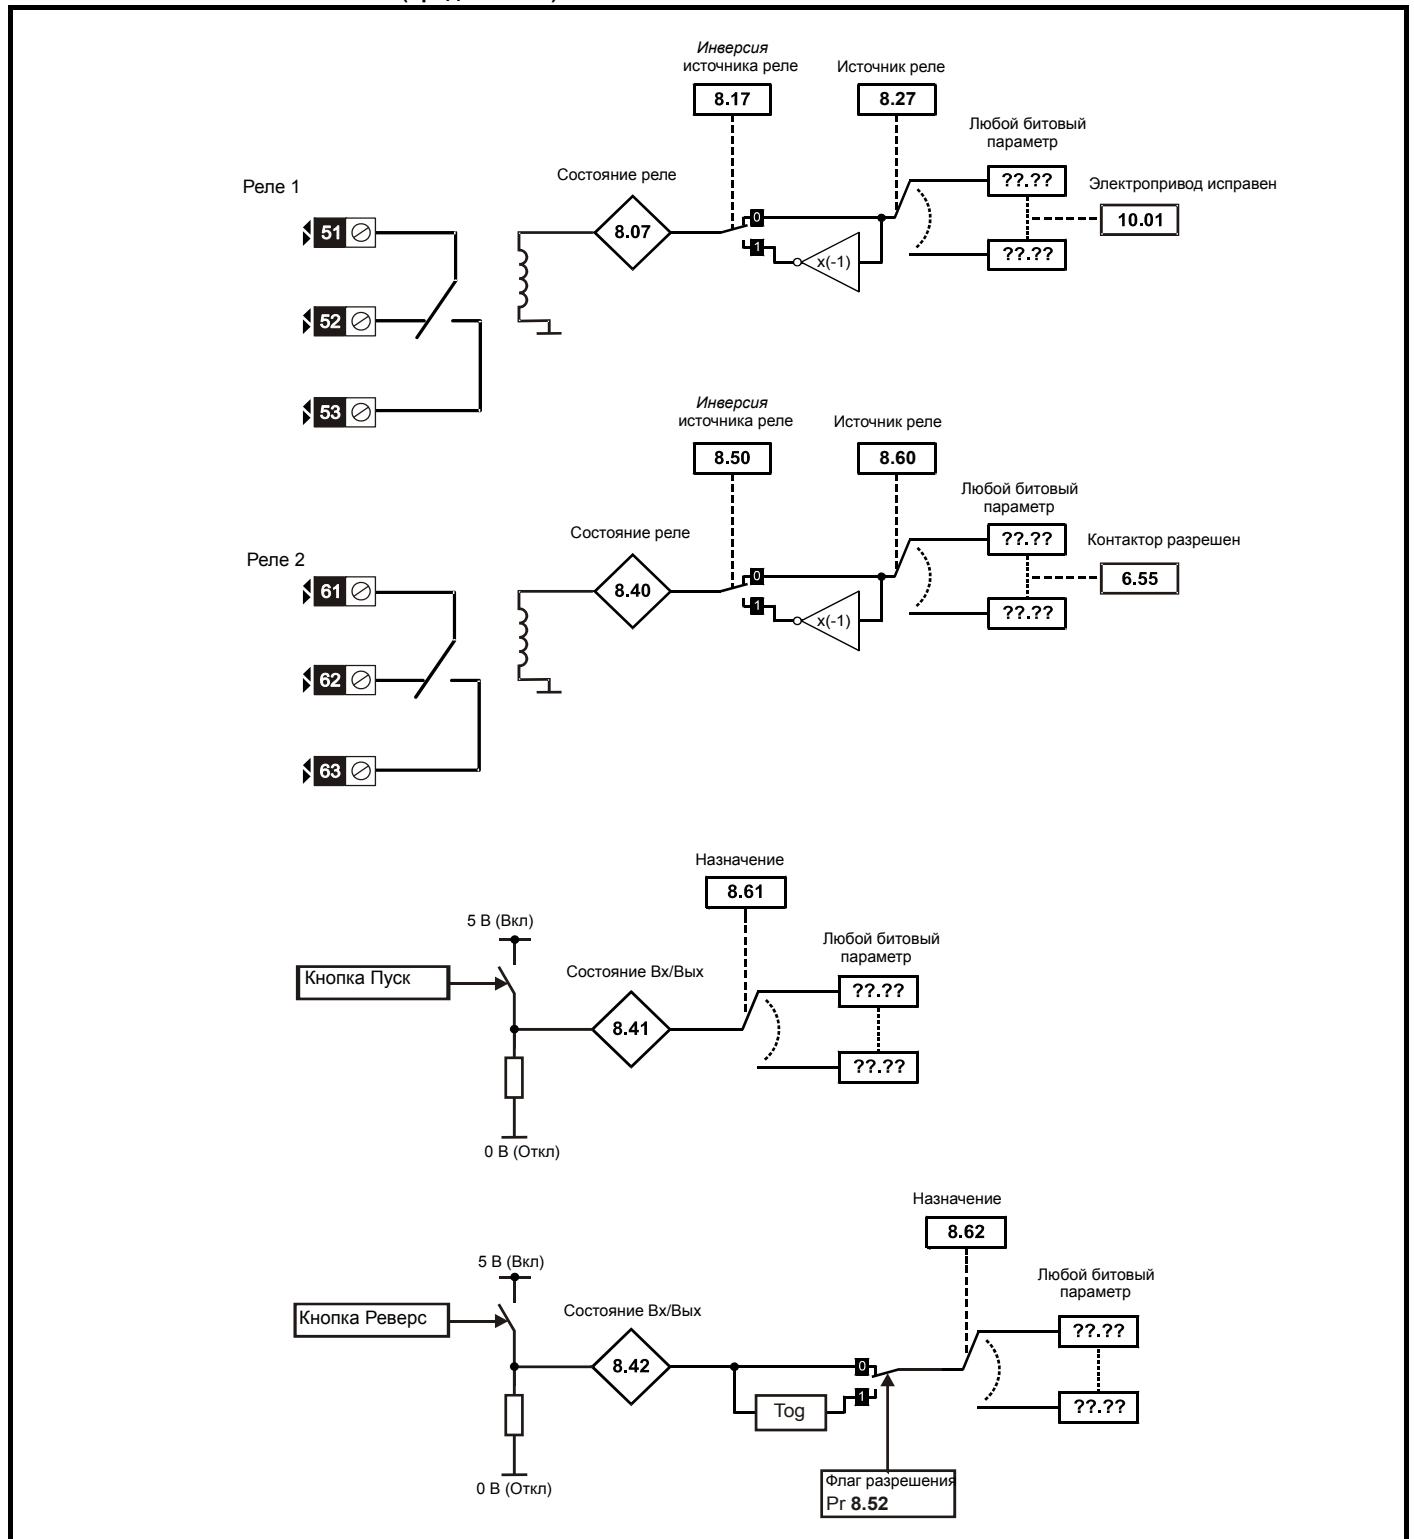 Инверсия
источника реле
Источник реле
8.17
8.27
Любой битовый
параметр
Реле 1
Состояние реле
??.??
Электропривод исправен
51
8.07
0
10.01
1
x(-1)
??.??
52
53
Инверсия
источника реле
Источник реле
8.50
8.60
Любой битовый
параметр
Реле 2
Состояние реле
??.??
Контактор разрешен
61
8.40
0
6.55
1
x(-1)
??.??
62
63
Назначение
8.61
5 В (Вкл)
Любой битовый
параметр
Кнопка Пуск
Состояние Вх/Вых
??.??
8.41
??.??
0 В (Откл)
Назначение
8.62
5 В (Вкл)
Любой битовый
параметр
Кнопка Реверс
Состояние Вх/Вых
??.??
8.42
0
1
Tog
??.??
0 В (Откл)
Флаг разрешения
Pr 8.52